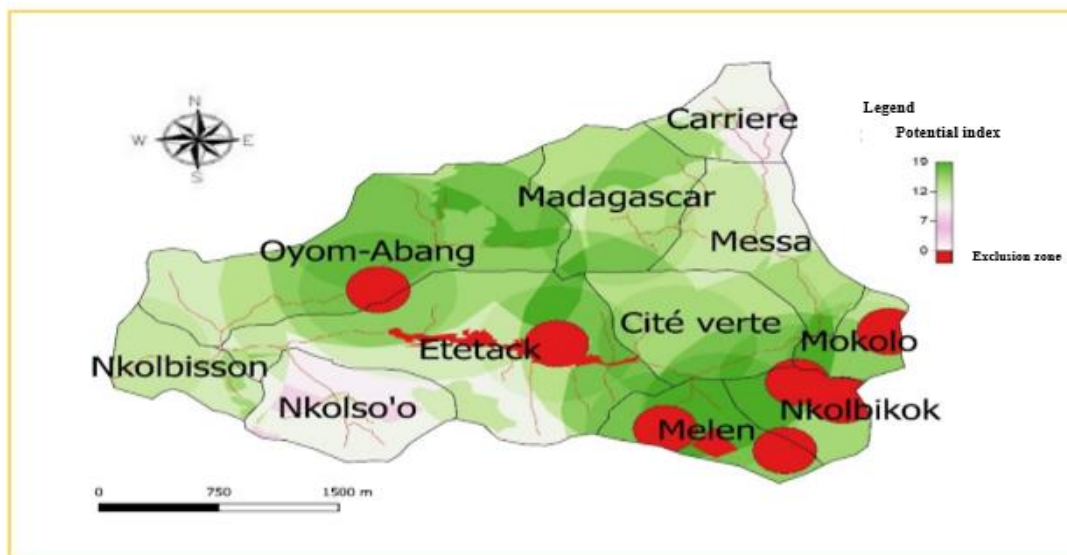 N
W E
S
Legend
Potential index
19
12
7
0
Exclusion zone
Carriere
Madagascar
Messa
Oyom-Abang
Cité verte
Mokolo
Etetack
Nkolbisson
Nkolso'o
Nkolbikok
Melen
0 750 1500 m